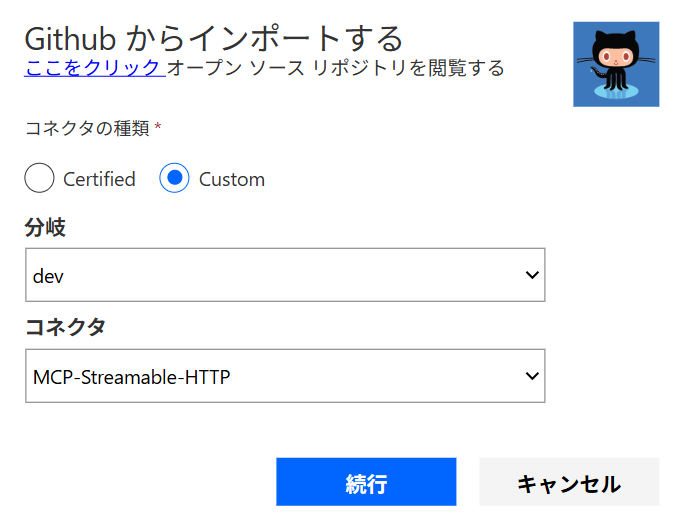 Github からインポートする
ここをクリック オープン ソース リポジトリを閲覧する
コネクタの種類 *
Certified Custom
分岐
dev
コネクタ
MCP-Streamable-HTTP
続行 キャンセル